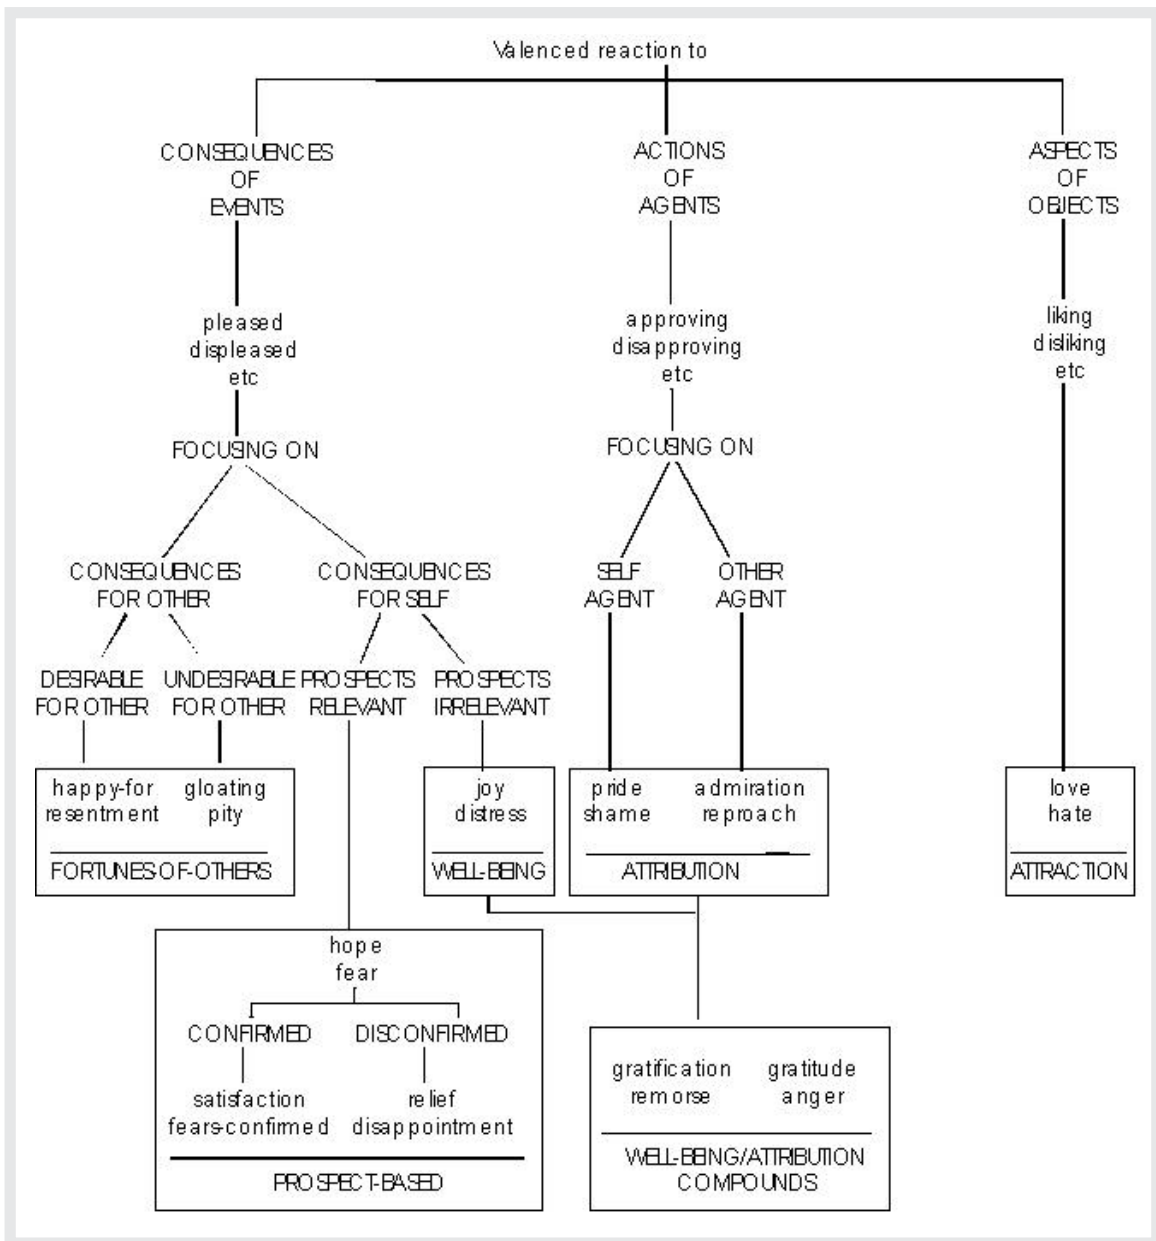 Valenced reaction to
CONSEQUENCES
OF
EVENTS
ACTIONS
OF
AGENTS
ASPECTS
OF
OBJECTS
pleased
displeased
etc
approving
disapproving
etc
liking
disliking
etc
FOCUSING ON
FOCUSING ON
CONSEQUENCES
FOR OTHER
CONSEQUENCES
FOR SELF
SELF
AGENT
OTHER
AGENT
DESIRABLE
FOR OTHER
UNDESIRABLE
FOR OTHER
PROSPECTS
RELEVANT
PROSPECTS
IRRELEVANT
happy-for
resentment
gloating
pity
FORTUNES-OF-OTHERS
joy
distress
WELL-BEING
pride
shame
admiration
reproach
ATTRIBUTION
love
hate
ATTRACTION
hope
fear
CONFIRMED
DISCONFIRMED
satisfaction
fears-confirmed
relief
disappointment
PROSPECT-BASED
gratification
remorse
gratitude
anger
WELL-BEING/ATTRIBUTION
COMPOUNDS